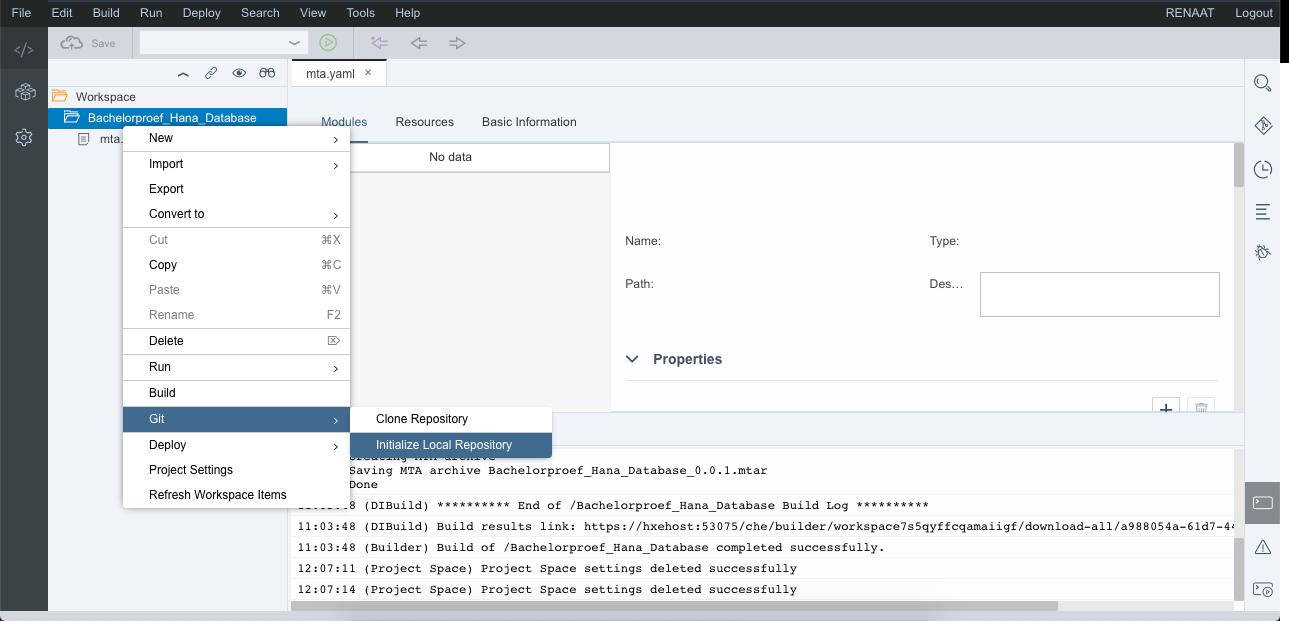 File Edit Build Run Deploy Search View Tools Help RENAAT Logout
Save
mta.yaml ×
Workspace
Bachelorproef_Hana_Database
mta.
Modules Resources Basic Information
No data
New
Import
Export
Convert to
Cut ⌘X
Copy ⌘C
Paste ⌘V
Rename F2
Delete ⌦
Run
Build
Git
Deploy
Project Settings
Refresh Workspace Items
Clone Repository
Initialize Local Repository
Name: Type:
Path: Des…
Properties
Saving MTA archive Bachelorproef_Hana_Database_0.0.1.mtar
Done
(DIBuild) ********** End of /Bachelorproef_Hana_Database Build Log **********
11:03:48 (DIBuild) Build results link: https://hxehost:53075/che/builder/workspace7s5qyffcqamaiigf/download-all/a988054a-61d7-44
11:03:48 (Builder) Build of /Bachelorproef_Hana_Database completed successfully.
12:07:11 (Project Space) Project Space settings deleted successfully
12:07:14 (Project Space) Project Space settings deleted successfully